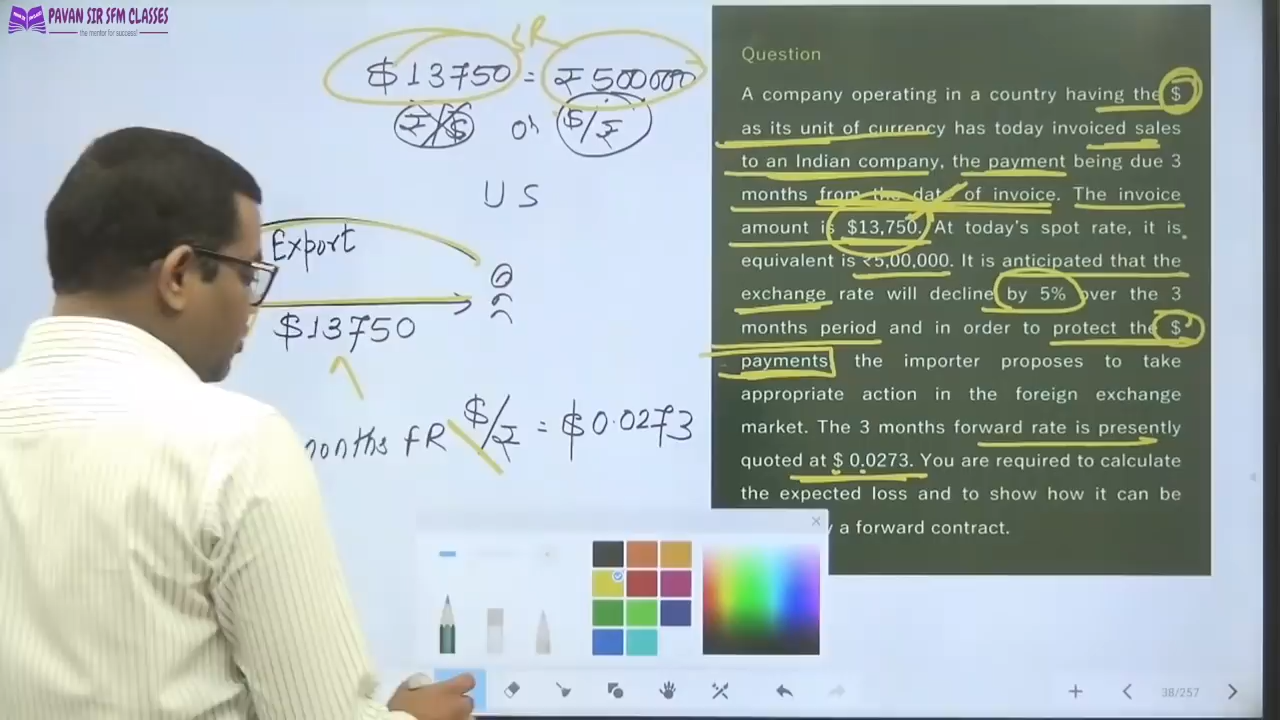 PAVAN SIR SFM CLASSES
the mentor for success!
SR
$13750 = ₹500000
₹/$ or $/₹
US
Export
$13750
months FR $/₹ = $0.0273
Question
A company operating in a country having the $
as its unit of currency has today invoiced sales
to an Indian company, the payment being due 3
months from the date of invoice. The invoice
amount is $13,750. At today's spot rate, it is
equivalent is ₹5,00,000. It is anticipated that the
exchange rate will decline by 5% over the 3
months period and in order to protect the $
payments, the importer proposes to take
appropriate action in the foreign exchange
market. The 3 months forward rate is presently
quoted at $ 0.0273. You are required to calculate
the expected loss and to show how it can be
y a forward contract.
38/257